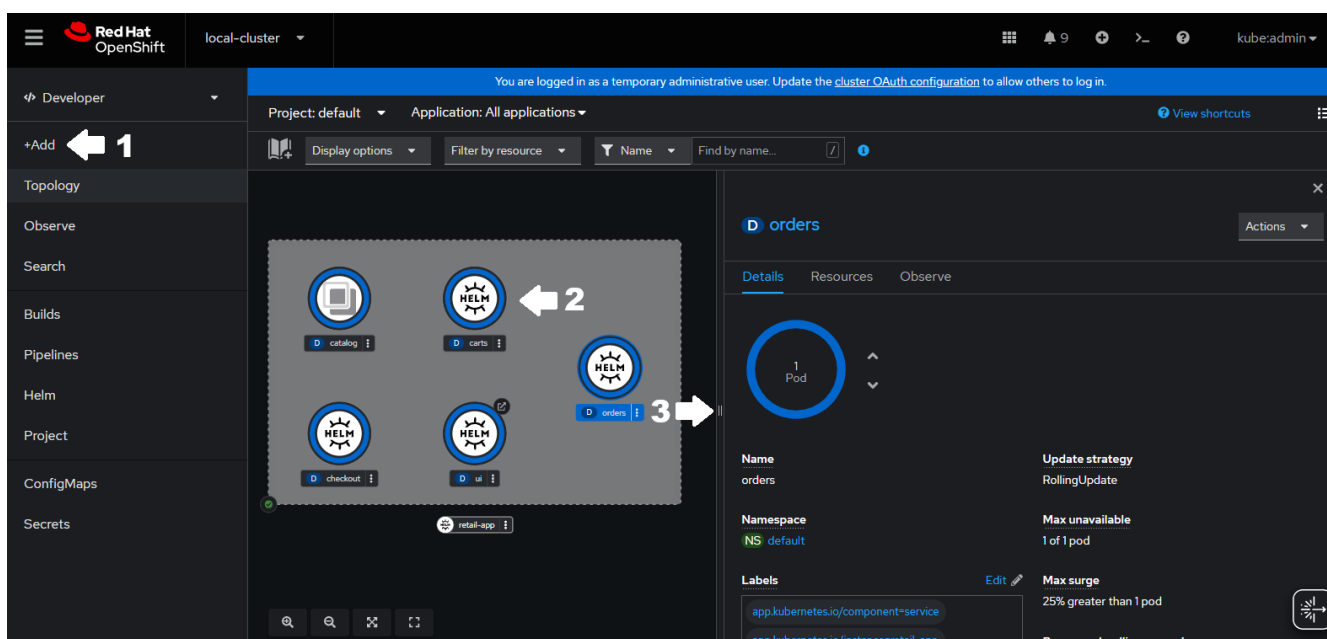 Red Hat
OpenShift
local-cluster
9
kube:admin
You are logged in as a temporary administrative user. Update the cluster OAuth configuration to allow others to log in.
Developer
Project: default
Application: All applications
View shortcuts
+Add
1
Display options
Filter by resource
Name
Find by name...
/
Topology
Observe
Search
Builds
Pipelines
Helm
Project
ConfigMaps
Secrets
D catalog
HELM
D carts
2
HELM
D orders
3
HELM
D checkout
HELM
D ui
retail-app
D orders
Actions
Details
Resources
Observe
1
Pod
Name
orders
Update strategy
RollingUpdate
Namespace
NS default
Max unavailable
1 of 1 pod
Labels
Edit
Max surge
25% greater than 1 pod
app.kubernetes.io/component=service